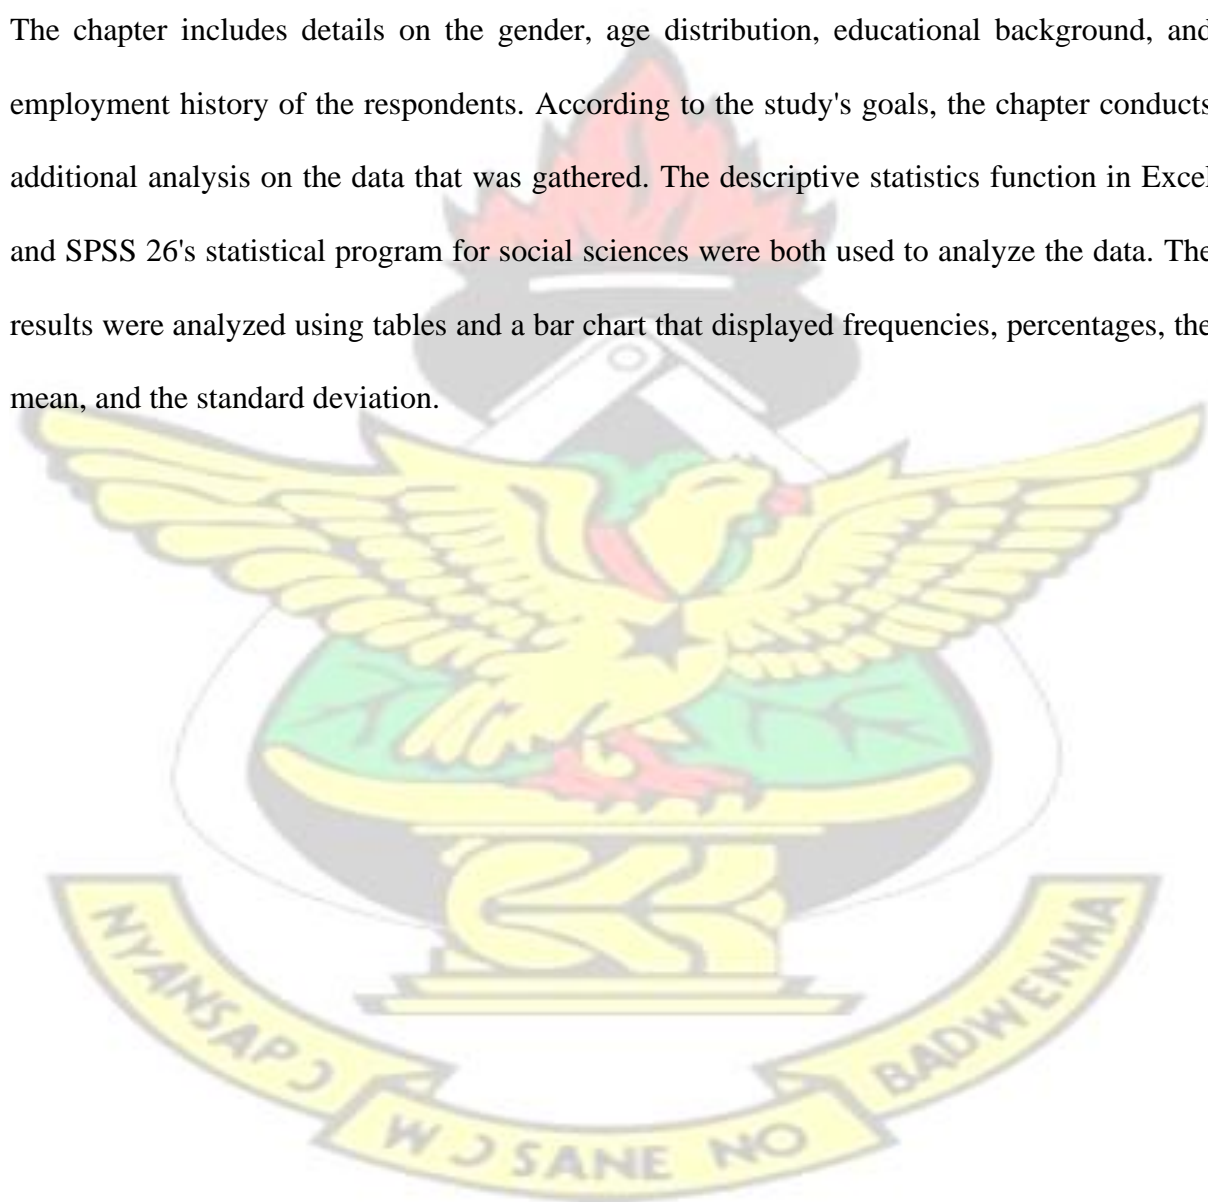 The chapter includes details on the gender, age distribution, educational background, and
employment history of the respondents. According to the study's goals, the chapter conducts
additional analysis on the data that was gathered. The descriptive statistics function in Excel
and SPSS 26's statistical program for social sciences were both used to analyze the data. The
results were analyzed using tables and a bar chart that displayed frequencies, percentages, the
mean, and the standard deviation.
NYANSAPƆ
WƆ SANE NO
BADWENMA